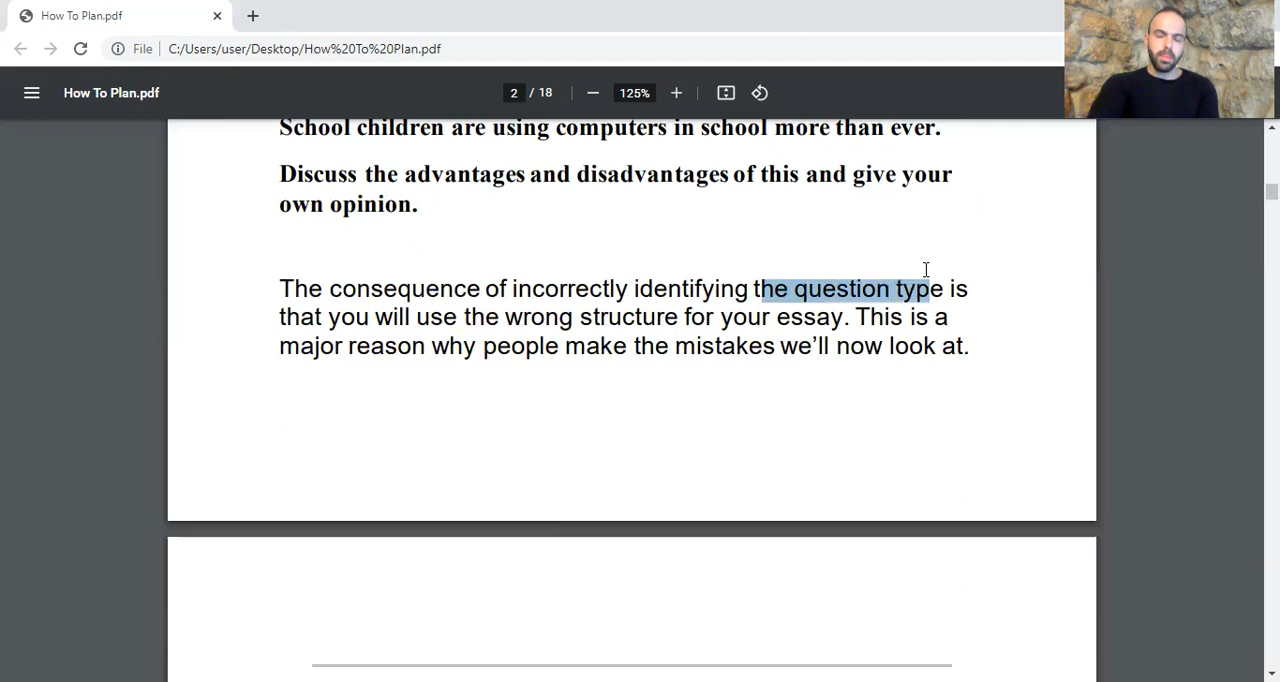 How To Plan.pdf
File
C:/Users/user/Desktop/How%20To%20Plan.pdf
How To Plan.pdf
2 / 18
125%
School children are using computers in school more than ever.
Discuss the advantages and disadvantages of this and give your
own opinion.
The consequence of incorrectly identifying the question type is
that you will use the wrong structure for your essay. This is a
major reason why people make the mistakes we’ll now look at.